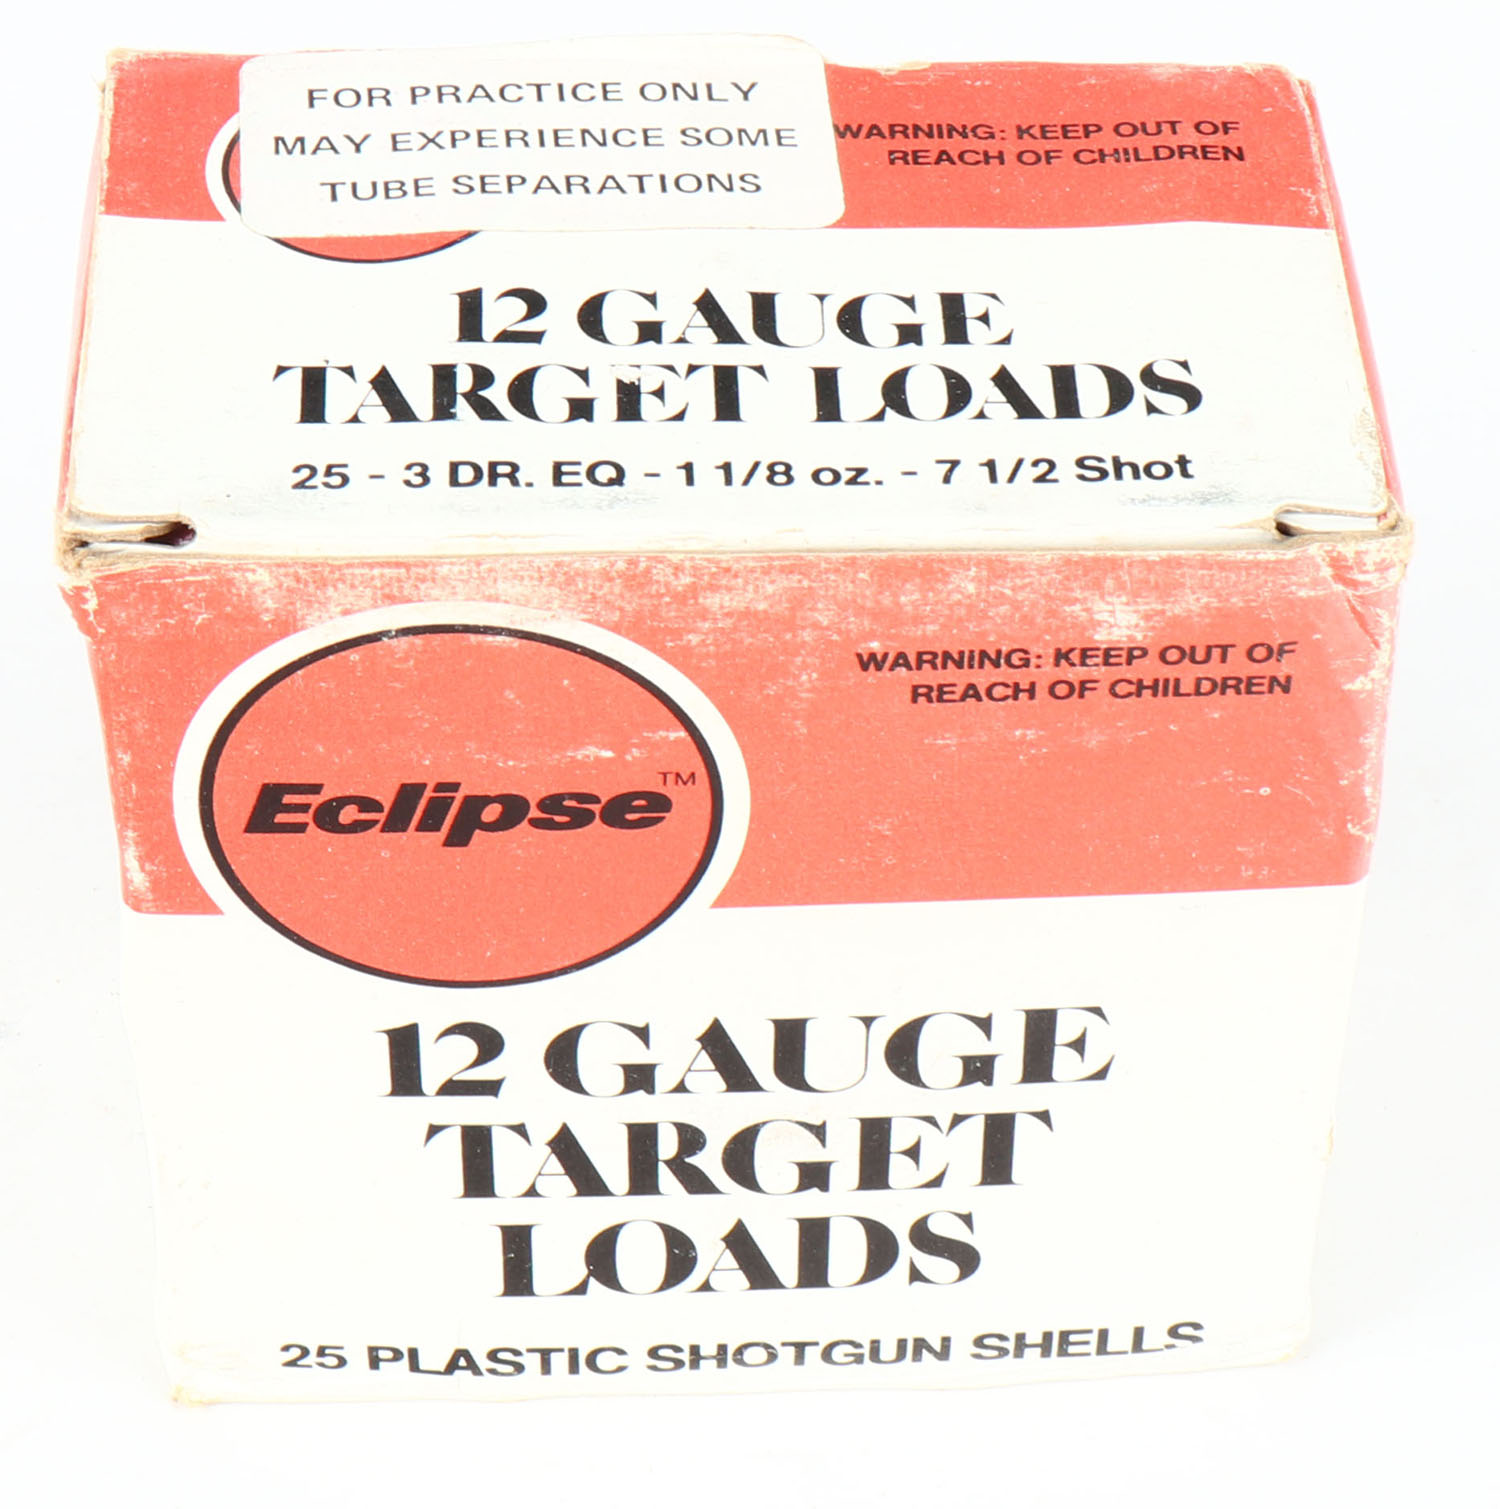 FOR PRACTICE ONLY
MAY EXPERIENCE SOME
TUBE SEPARATIONS
WARNING: KEEP OUT OF
REACH OF CHILDREN
12 GAUGE
TARGET LOADS
25 - 3 DR. EQ - 1 1/8 oz. - 7 1/2 Shot
WARNING: KEEP OUT OF
REACH OF CHILDREN
Eclipse™
12 GAUGE
TARGET
LOADS
25 PLASTIC SHOTGUN SHELLS